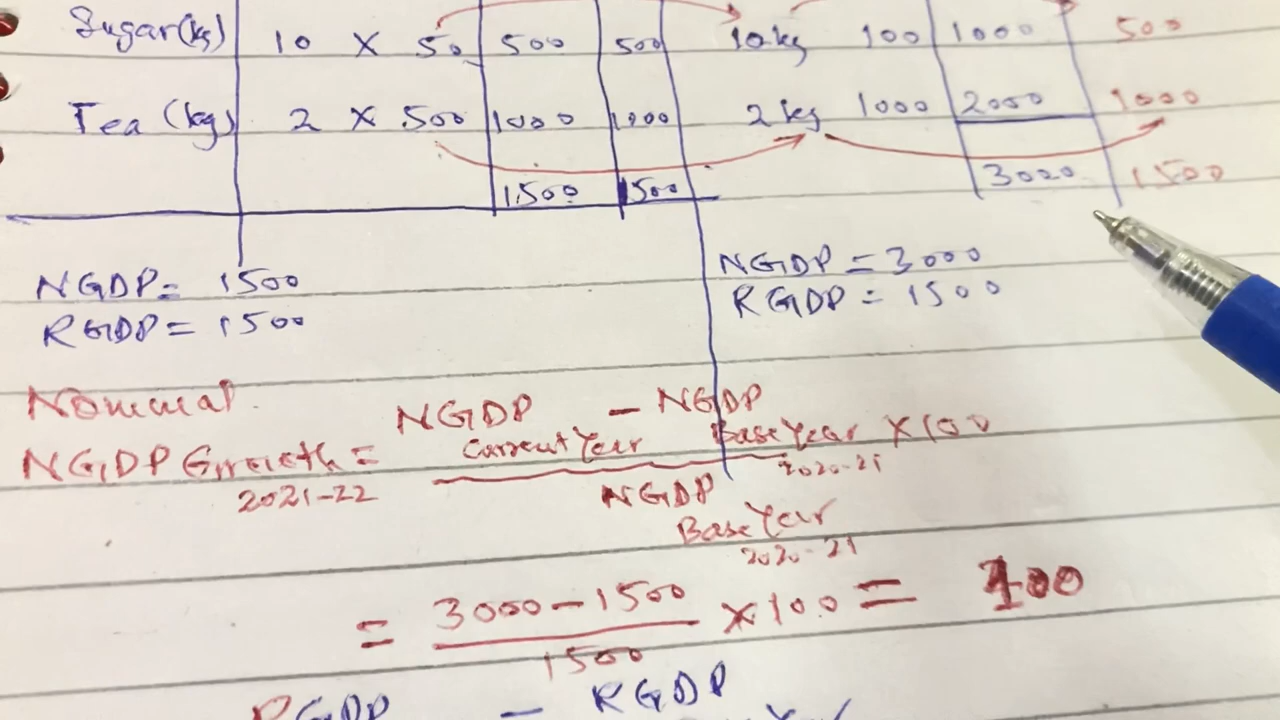 Sugar(kg) 10 X 50 500 500 10kg 100 1000 500
Tea (kg) 2 X 500 1000 1000 2kg 1000 2000 1000
1500 1500 3000 1500
NGDP = 1500 NGDP = 3000
RGDP = 1500 RGDP = 1500
Nominal
NGDP Growth = NGDP Current Year - NGDP Base Year X 100
2021-22 2020-21
NGDP
Base Year
2020-21
= 3000-1500 X 100 = 100
1500
RGDP - RGDP